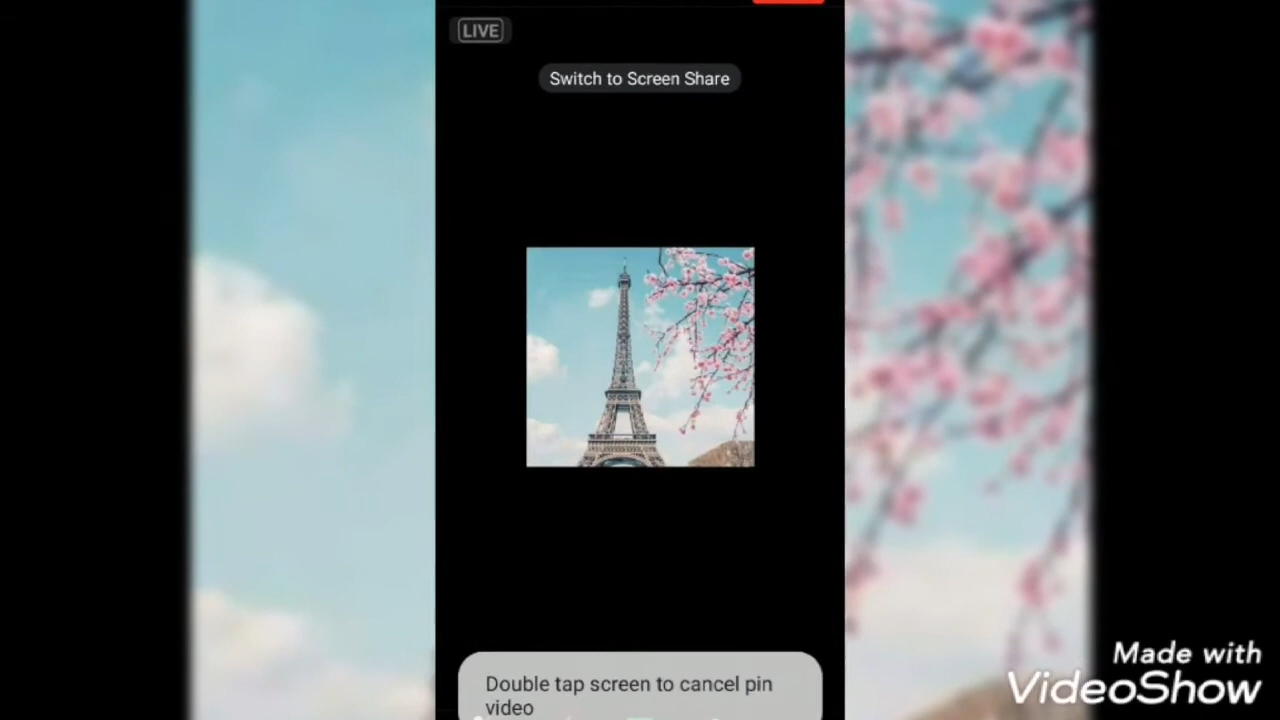 LIVE
Switch to Screen Share
Double tap screen to cancel pin
video
Made with
VideoShow